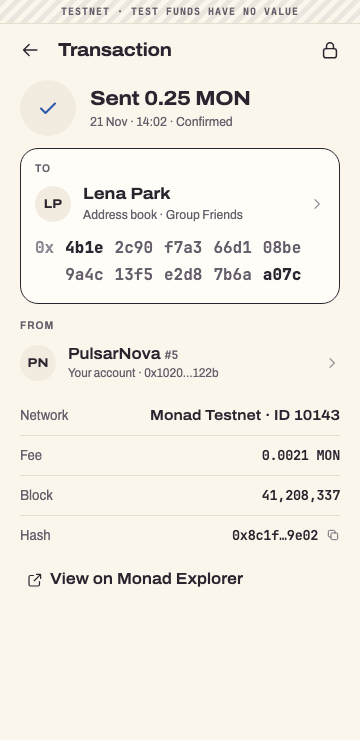 TESTNET · TEST FUNDS HAVE NO VALUE
Transaction
Sent 0.25 MON
21 Nov · 14:02 · Confirmed
TO
LP
Lena Park
Address book · Group Friends
0x 4b1e 2c90 f7a3 66d1 08be
9a4c 13f5 e2d8 7b6a a07c
FROM
PN
PulsarNova #5
Your account · 0x1020…122b
Network Monad Testnet · ID 10143
Fee 0.0021 MON
Block 41,208,337
Hash 0x8c1f…9e02
View on Monad Explorer